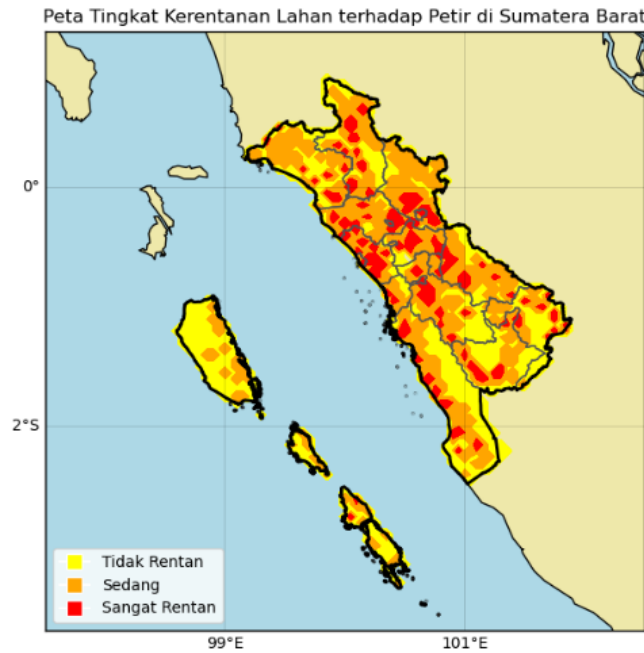 Peta Tingkat Kerentanan Lahan terhadap Petir di Sumatera Barat
0°
2°S
Tidak Rentan
Sedang
Sangat Rentan
99°E
101°E